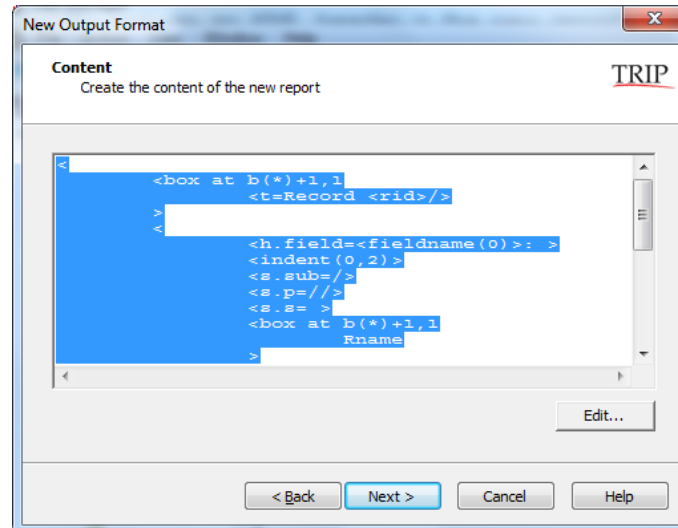 New Output Format
Content
Create the content of the new report
TRIP
<
<box at b(*)+1,1
<t=Record <rid>/>
>
<
<h.field=<fieldname(0)>: >
<indent(0,2)>
<s.sub=/>
<s.p=//>
<s.s= >
<box at b(*)+1,1
Rname
>
Edit...
< Back
Next >
Cancel
Help